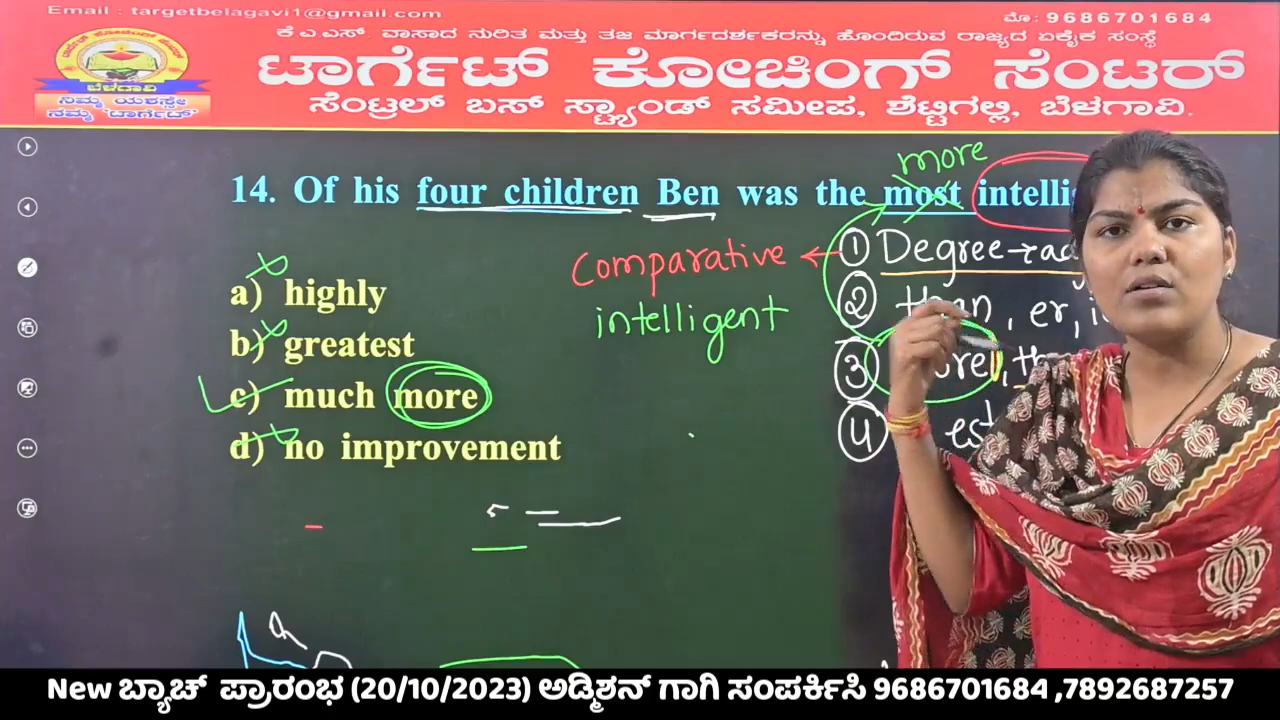 Email : targetbelagavi1@gmail.com
ಮೊ: 9686701684
ಕೆ.ಎ.ಎಸ್. ಪಾಸಾದ ನುರಿತ ಮತ್ತು ತಜ್ಞ ಮಾರ್ಗದರ್ಶಕರನ್ನು ಹೊಂದಿರುವ ರಾಜ್ಯದ ಏಕೈಕ ಸಂಸ್ಥೆ
ಟಾರ್ಗೆಟ್ ಕೋಚಿಂಗ್ ಸೆಂಟರ್
ಸೆಂಟ್ರಲ್ ಬಸ್ ಸ್ಟ್ಯಾಂಡ್ ಸಮೀಪ, ಶೆಟ್ಟಿಗಲ್ಲಿ, ಬೆಳಗಾವಿ.
ಬೆಳಗಾವಿ
ನಿಮ್ಮ ಯಶಸ್ಸೇ
ನಮ್ಮ ಟಾರ್ಗೆಟ್
more
14. Of his four children Ben was the most
Comparative ① Degree →
a) highly
intelligent
② than, er,
b) greatest
③
c) much more
④ est
d) no improvement
New ಬ್ಯಾಚ್ ಪ್ರಾರಂಭ (20/10/2023) ಅಡ್ಮಿಶನ್ ಗಾಗಿ ಸಂಪರ್ಕಿಸಿ 9686701684 ,7892687257